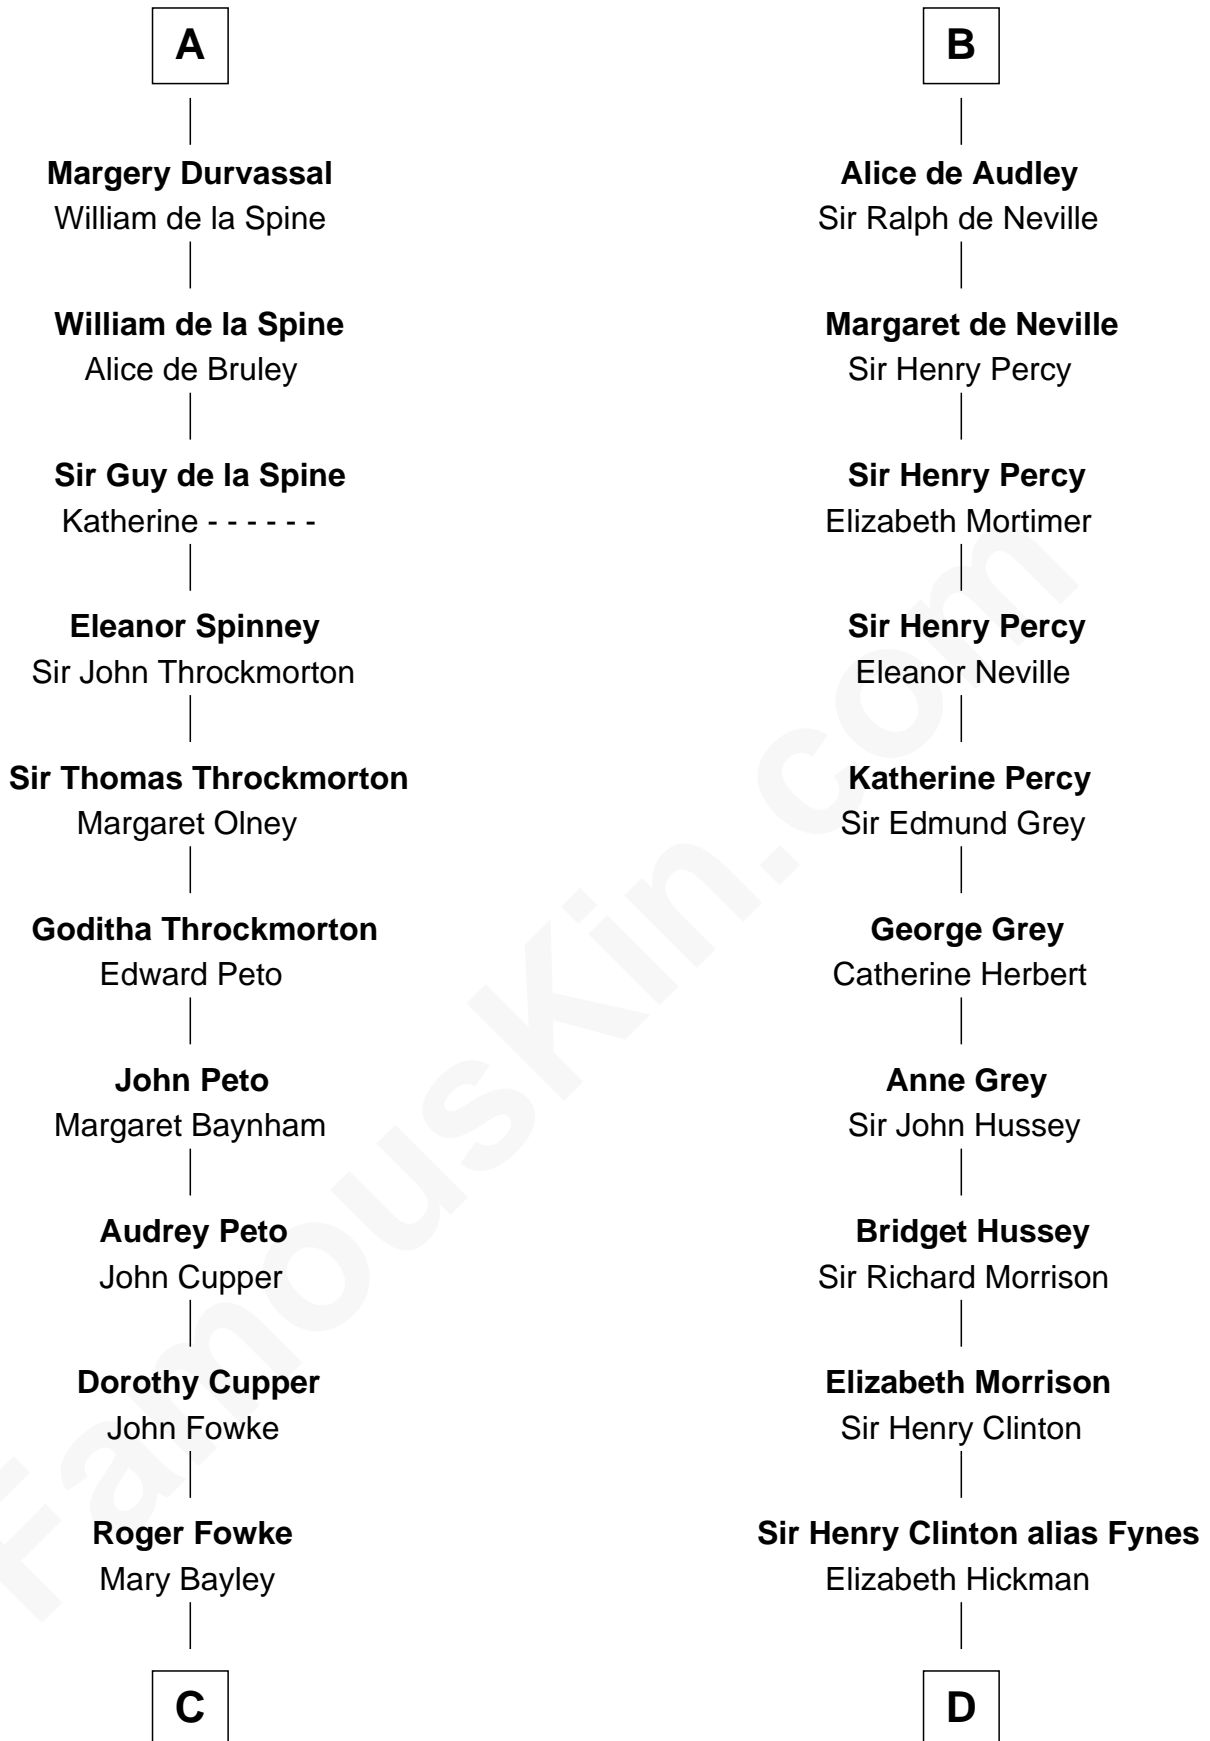 A
Margery Durvassal
William de la Spine
William de la Spine
Alice de Bruley
Sir Guy de la Spine
Katherine - - - - - -
Eleanor Spinney
Sir John Throckmorton
Sir Thomas Throckmorton
Margaret Olney
Goditha Throckmorton
Edward Peto
John Peto
Margaret Baynham
Audrey Peto
John Cupper
Dorothy Cupper
John Fowke
Roger Fowke
Mary Bayley
C
B
Alice de Audley
Sir Ralph de Neville
Margaret de Neville
Sir Henry Percy
Sir Henry Percy
Elizabeth Mortimer
Sir Henry Percy
Eleanor Neville
Katherine Percy
Sir Edmund Grey
George Grey
Catherine Herbert
Anne Grey
Sir John Hussey
Bridget Hussey
Sir Richard Morrison
Elizabeth Morrison
Sir Henry Clinton
Sir Henry Clinton alias Fynes
Elizabeth Hickman
D
FamousKin.com